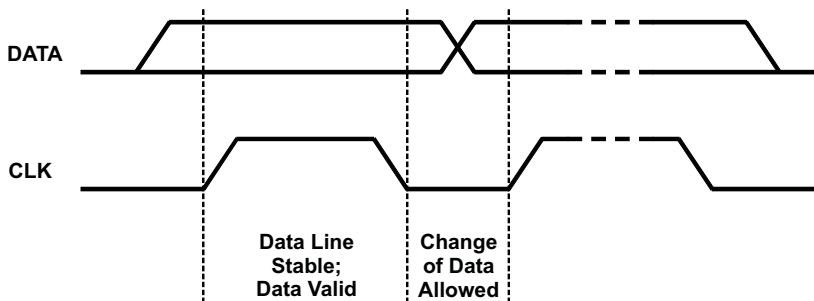 DATA
CLK
Data Line
Stable;
Data Valid
Change
of Data
Allowed